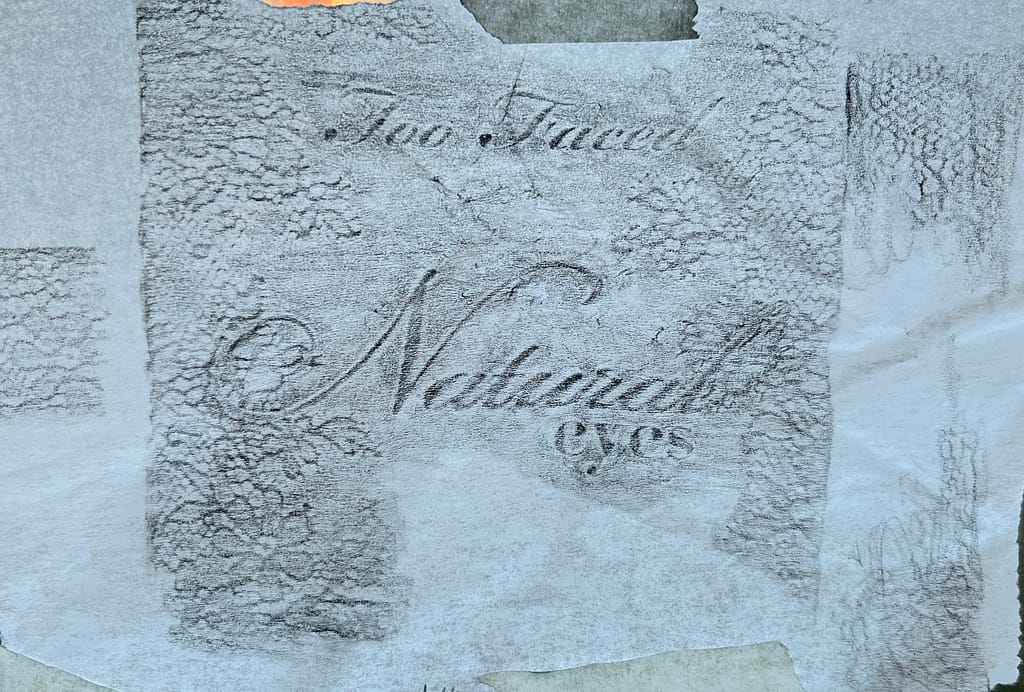 Too Faced
Natural
eyes